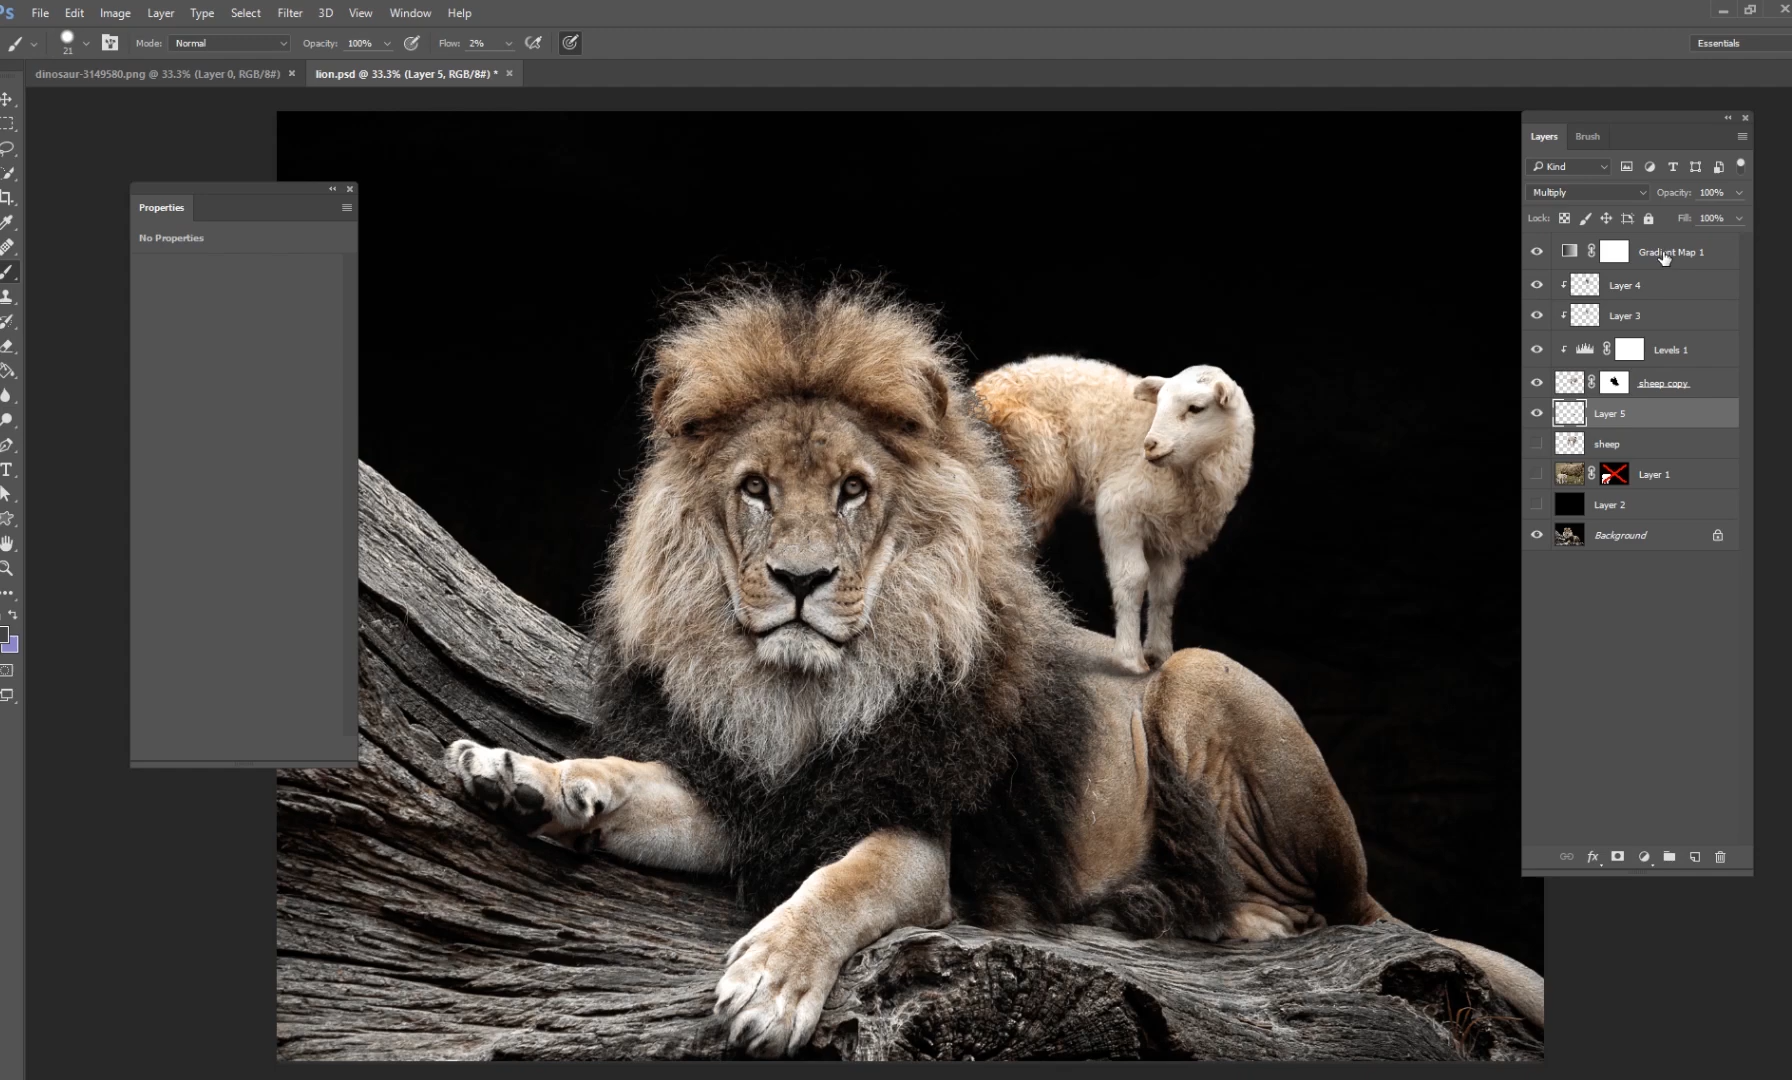 Ps File Edit Image Layer Type Select Filter 3D View Window Help
21 Mode: Normal Opacity: 100% Flow: 2% Essentials
dinosaur-3149580.png @ 33.3% (Layer 0, RGB/8#) × lion.psd @ 33.3% (Layer 5, RGB/8#) * ×
Properties
No Properties
Layers Brush
Kind
Multiply Opacity: 100%
Lock: Fill: 100%
Gradient Map 1
Layer 4
Layer 3
Levels 1
sheep copy
Layer 5
sheep
Layer 1
Layer 2
Background
fx